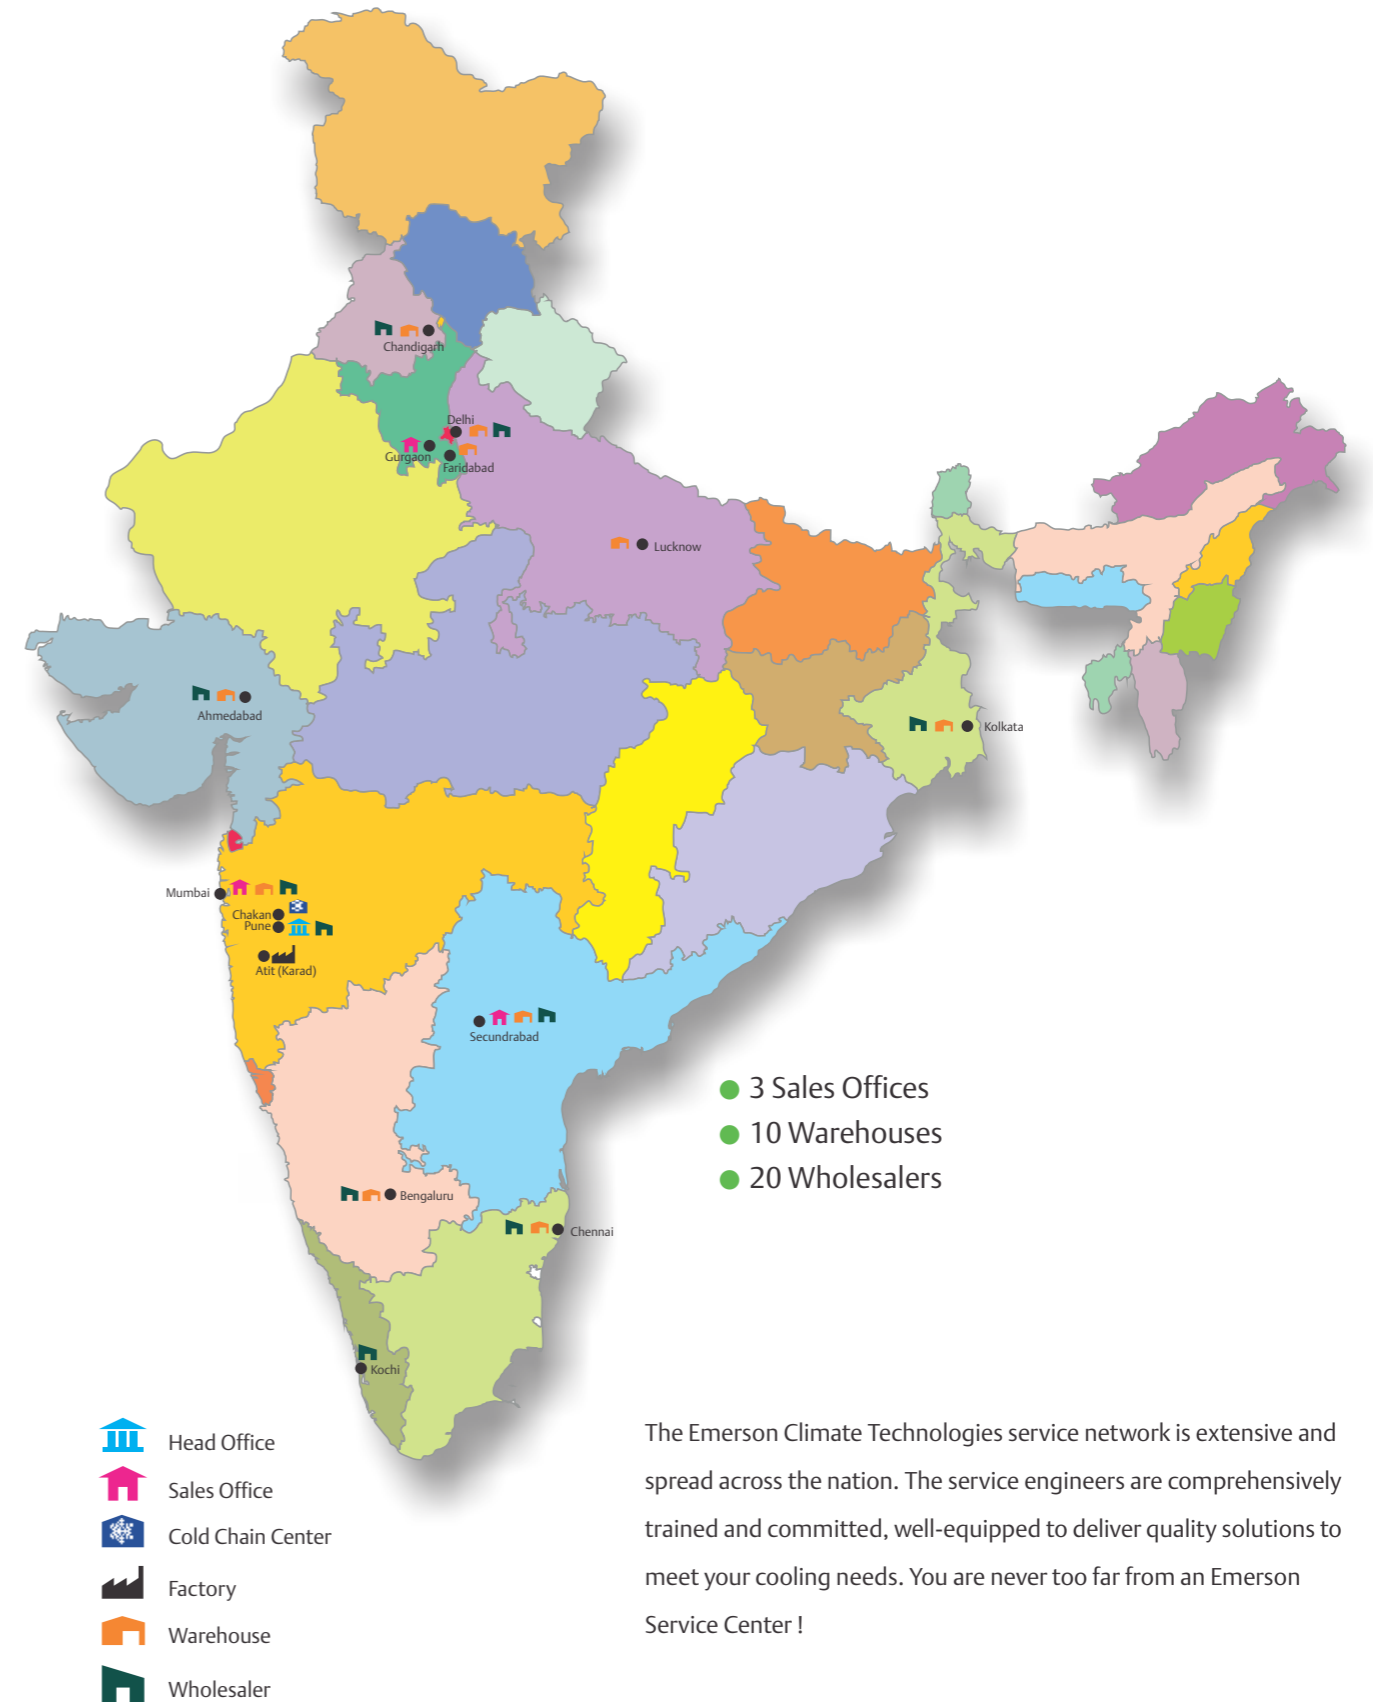 Chandigarh
Delhi
Gurgaon
Faridabad
Lucknow
Ahmedabad
Kolkata
Mumbai
Chakan
Pune
Atit (Karad)
Secundrabad
3 Sales Offices
10 Warehouses
20 Wholesalers
Bengaluru
Chennai
Kochi
Head Office
Sales Office
Cold Chain Center
Factory
Warehouse
Wholesaler
The Emerson Climate Technologies service network is extensive and
spread across the nation. The service engineers are comprehensively
trained and committed, well-equipped to deliver quality solutions to
meet your cooling needs. You are never too far from an Emerson
Service Center !